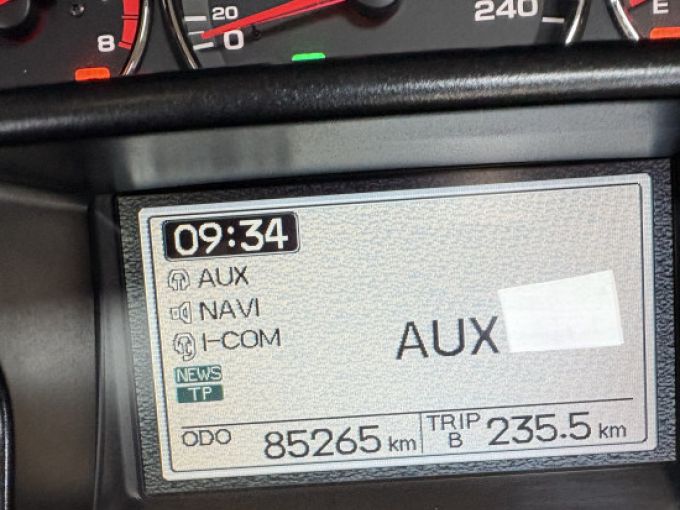 8
20
0
240
E
09:34
AUX
NAVI
I-COM
AUX
NEWS
TP
ODO 85265 km
TRIP B 235.5 km